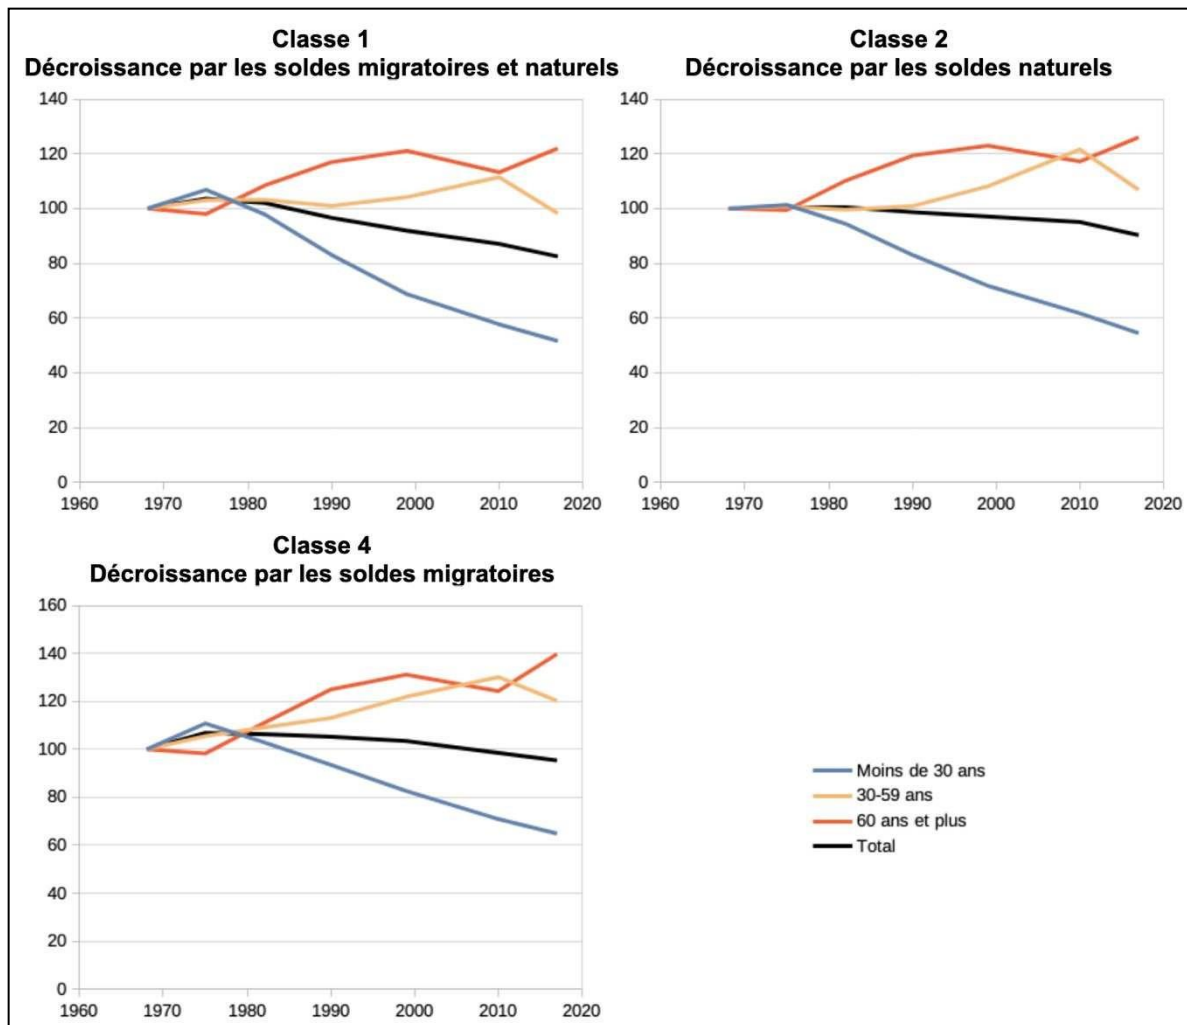 Classe 1
Décroissance par les soldes migratoires et naturels
140
120
100
80
60
40
20
0
1960 1970 1980 1990 2000 2010 2020
Classe 2
Décroissance par les soldes naturels
140
120
100
80
60
40
20
0
1960 1970 1980 1990 2000 2010 2020
Classe 4
Décroissance par les soldes migratoires
160
140
120
100
80
60
40
20
0
1960 1970 1980 1990 2000 2010 2020
Moins de 30 ans
30-59 ans
60 ans et plus
Total